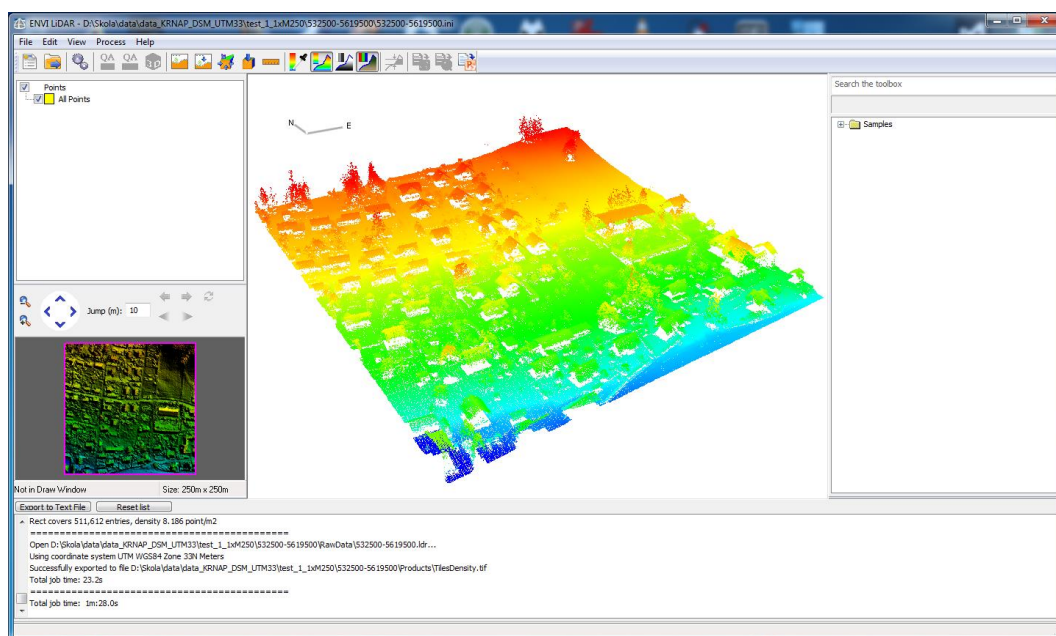 ENVI LiDAR - D:\Skola\data\data_KRNAP_DSM_UTM33\test_1_1xM250\532500-5619500\532500-5619500.ini
File Edit View Process Help
QA QA
Points
All Points
N E
Search the toolbox
Samples
Jump (m): 10
Not in Draw Window Size: 250m x 250m
Export to Text File Reset list
Rect covers 511,612 entries, density 8.186 point/m2
=============================================
Open D:\Skola\data\data_KRNAP_DSM_UTM33\test_1_1xM250\532500-5619500\RawData\532500-5619500.ldr...
Using coordinate system UTM WGS84 Zone 33N Meters
Successfully exported to file D:\Skola\data\data_KRNAP_DSM_UTM33\test_1_1xM250\532500-5619500\Products\TilesDensity.tif
Total job time: 23.2s
=============================================
Total job time: 1m:28.0s